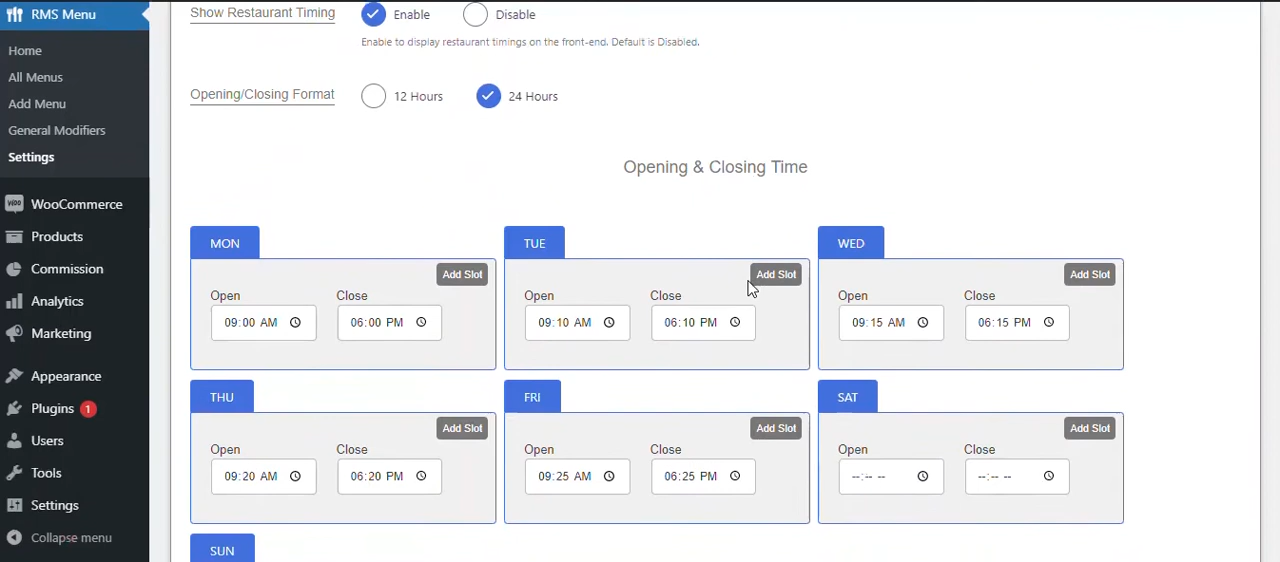 RMS Menu
Home
All Menus
Add Menu
General Modifiers
Settings
WooCommerce
Products
Commission
Analytics
Marketing
Appearance
Plugins 1
Users
Tools
Settings
Collapse menu
Show Restaurant Timing Enable Disable
Enable to display restaurant timings on the front-end. Default is Disabled.
Opening/Closing Format 12 Hours 24 Hours
Opening & Closing Time
MON
Add Slot
Open Close
09:00 AM 06:00 PM
TUE
Add Slot
Open Close
09:10 AM 06:10 PM
WED
Add Slot
Open Close
09:15 AM 06:15 PM
THU
Add Slot
Open Close
09:20 AM 06:20 PM
FRI
Add Slot
Open Close
09:25 AM 06:25 PM
SAT
Add Slot
Open Close
--:-- -- --:-- --
SUN